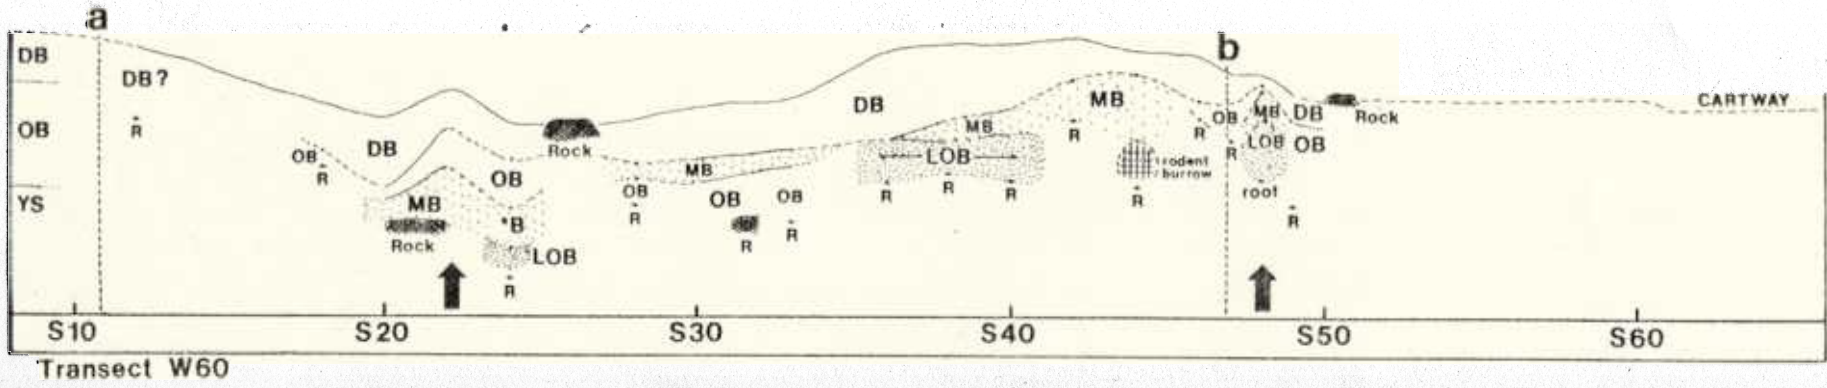 a
b
DB
DB?
DB
MB
OB
MB
DB
Rock
CARTWAY
OB
R
OB
DB
Rock
MB
R
R
LOB
OB
R
OB
MB
LOB
rodent
burrow
R
YS
MB
OB
OB
OB
R
R
R
R
root
Rock
B
R
R
R
R
LOB
R
S10
S20
S30
S40
S50
S60
Transect W60